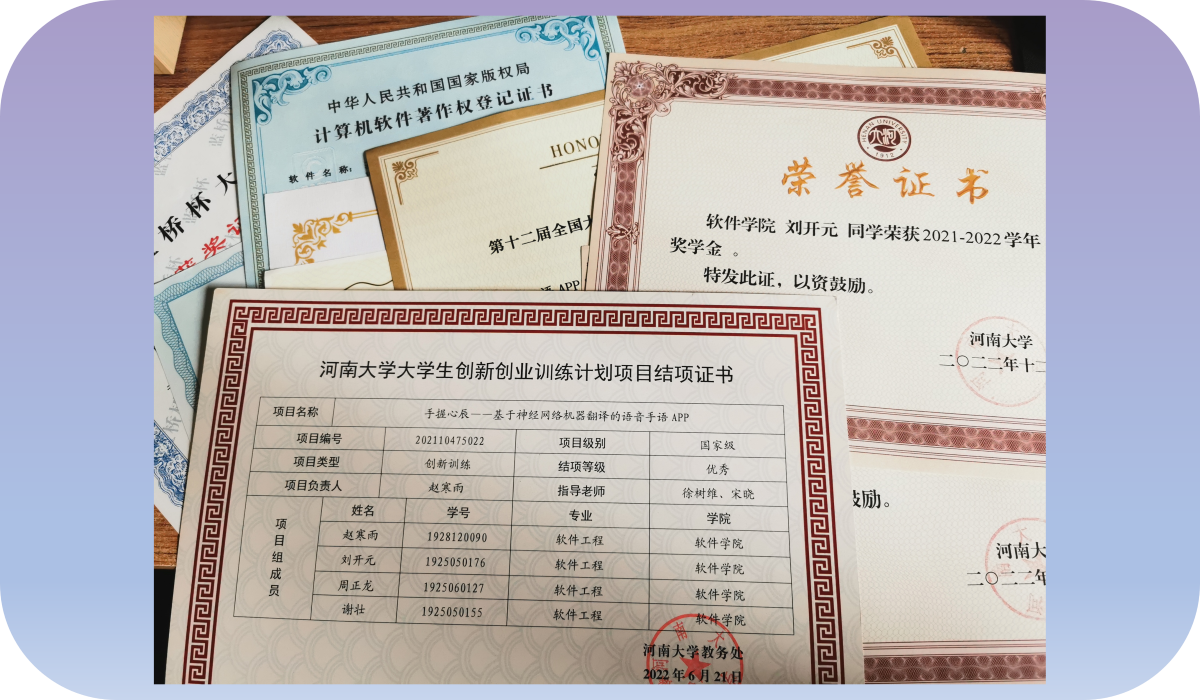 桥杯大
获奖证
中华人民共和国国家版权局
计算机软件著作权登记证书
软件名称:
HONO
第十二届全国大
APP
HENAN UNIVERSITY
1912
荣誉证书
软件学院 刘开元 同学荣获2021-2022学年
奖学金 。
特发此证，以资鼓励。
河南大学
二〇二二年十二
鼓励。
河南大
二〇二二年
河南大学大学生创新创业训练计划项目结项证书
项目名称 手握心辰——基于神经网络机器翻译的语音手语 APP
项目编号 202110475022 项目级别 国家级
项目类型 创新训练 结项等级 优秀
项目负责人 赵寒雨 指导老师 徐树维、宋晓
项目组成员 姓名 学号 专业 学院
赵寒雨 1928120090 软件工程 软件学院
刘开元 1925050176 软件工程 软件学院
周正龙 1925060127 软件工程 软件学院
谢壮 1925050155 软件工程 软件学院
河南大学教务处
2022 年 6 月 21 日